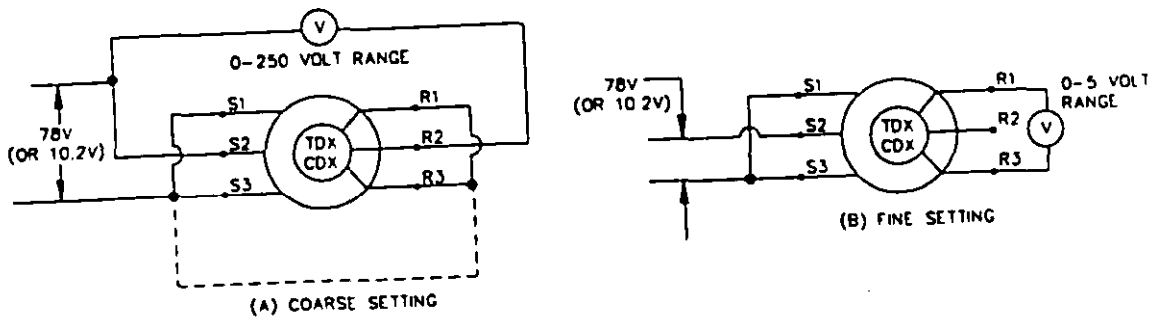 V
0-250 VOLT RANGE
78V
(OR 10.2V)
S1
S2
S3
TDX
CDX
R1
R2
R3
(A) COARSE SETTING
78V
(OR 10.2V)
S1
S2
S3
TDX
CDX
R1
R2
R3
0-5 VOLT
RANGE
V
(B) FINE SETTING